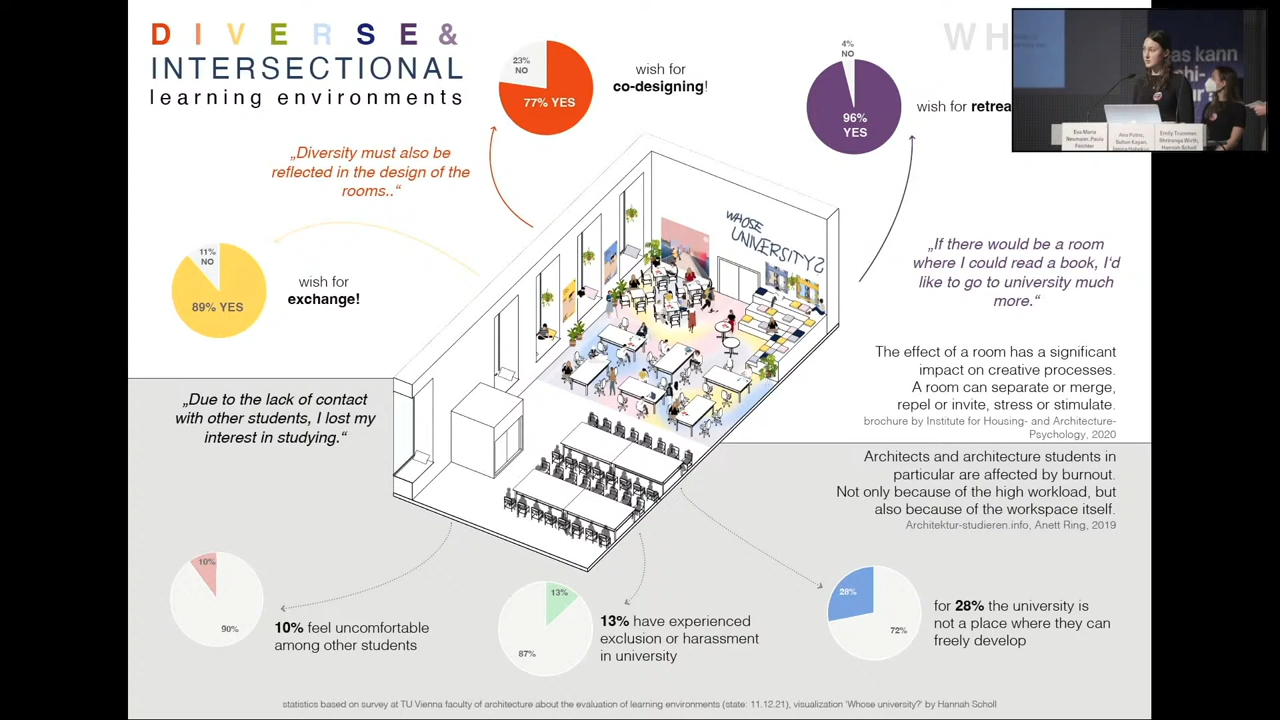 DIVERSE&
INTERSECTIONAL
learning environments
23%
NO
77% YES
wish for
co-designing!
4%
NO
96%
YES
wish for
WH
„Diversity must also be
reflected in the design of the
rooms..“
11%
NO
89% YES
wish for
exchange!
WHOSE
UNIVERSITY?
„If there would be a room
where I could read a book, I‘d
like to go to university much
more.“
The effect of a room has a significant
impact on creative processes.
A room can separate or merge,
repel or invite, stress or stimulate.
brochure by Institute for Housing- and Architecture-
Psychology, 2020
„Due to the lack of contact
with other students, I lost my
interest in studying.“
Architects and architecture students in
particular are affected by burnout.
Not only because of the high workload, but
also because of the workspace itself.
Architektur-studieren.info, Anett Ring, 2019
10%
90%
10% feel uncomfortable
among other students
13%
87%
13% have experienced
exclusion or harassment
in university
28%
72%
for 28% the university is
not a place where they can
freely develop
statistics based on survey at TU Vienna faculty of architecture about the evaluation of learning environments (state: 11.12.21), visualization 'Whose university?' by Hannah Scholl
kann
Eva Maria
Hannah Scholl